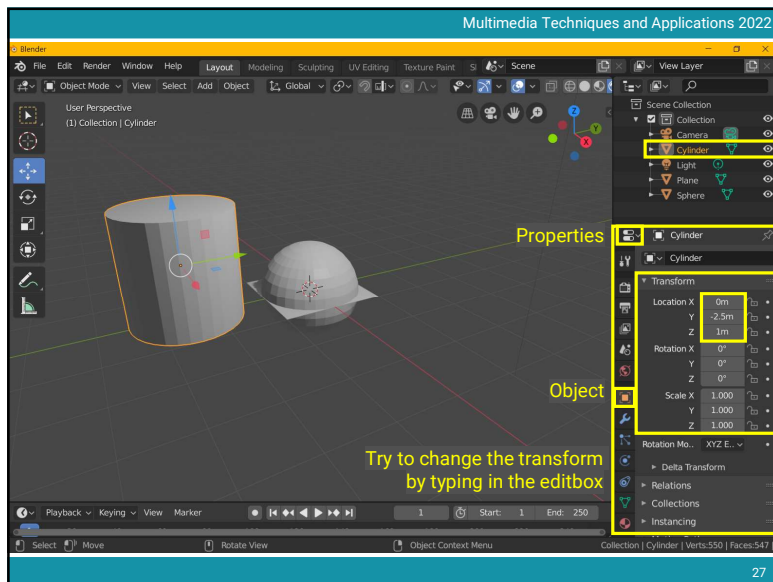 Multimedia Techniques and Applications 2022
Blender
File Edit Render Window Help Layout Modeling Sculpting UV Editing Texture Paint Scene View Layer
Object Mode View Select Add Object Global
User Perspective
(1) Collection | Cylinder
Scene Collection
Collection
Camera
Cylinder
Light
Plane
Sphere
X
Y
Z
Properties
Cylinder
Cylinder
Transform
Location X 0m
Y -2.5m
Z 1m
Rotation X 0°
Y 0°
Z 0°
Scale X 1.000
Y 1.000
Z 1.000
Object
Rotation Mo.. XYZ E..
Try to change the transform
by typing in the editbox
Delta Transform
Relations
Collections
Instancing
Playback Keying View Marker 1 Start: 1 End: 250
Select Move Rotate View Object Context Menu Collection | Cylinder | Verts:550 | Faces:547 |
27